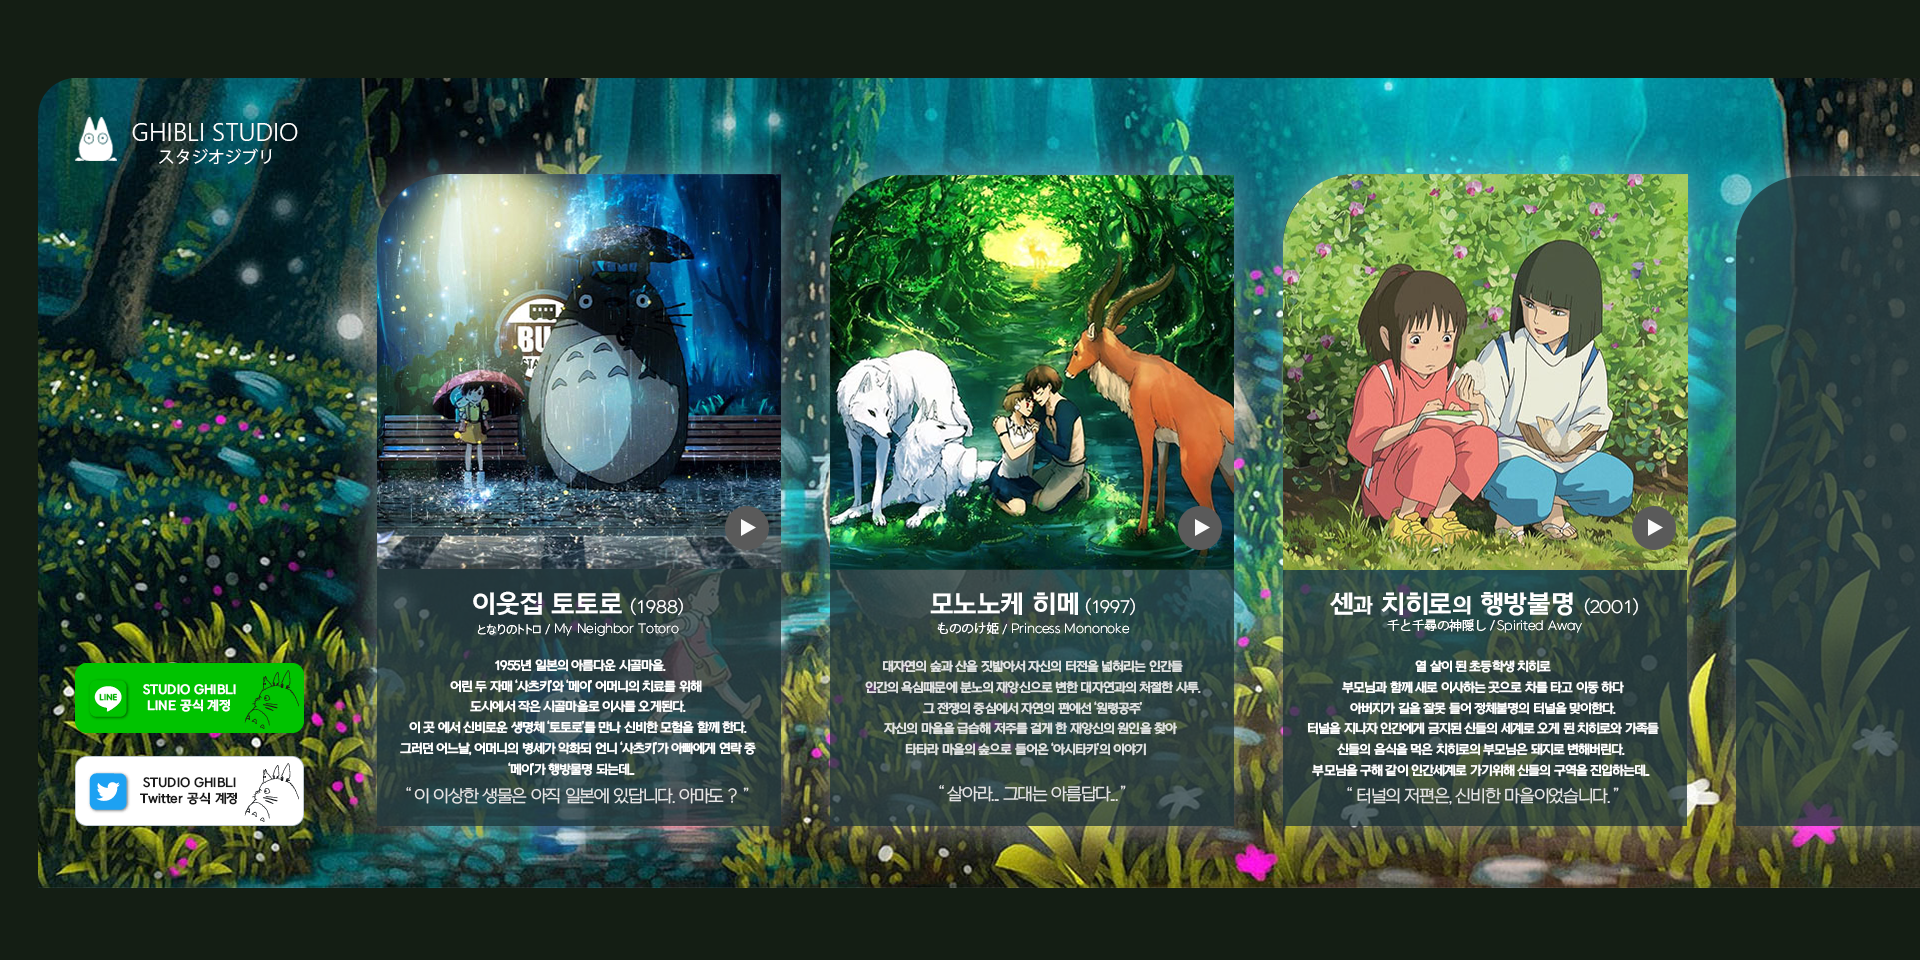 GHIBLI STUDIO
スタジオジブリ
BU
STA
이웃집 토토로 (1988)
となりのトトロ / My Neighbor Totoro
1955년 일본의 아름다운 시골마을.
어린 두 자매 '사츠키'와 '메이' 어머니의 치료를 위해
도시에서 작은 시골마을로 이사를 오게된다.
이 곳 에서 신비로운 생명체 '토토로'를 만나 신비한 모험을 함께 한다.
그러던 어느날, 어머니의 병세가 악화되 언니 '사츠키'가 아빠에게 연락 중
'메이'가 행방불명 되는데...
“ 이 이상한 생물은 아직 일본에 있답니다. 아마도 ? ”
모노노케 히메 (1997)
もののけ姫 / Princess Mononoke
대자연의 숲과 산을 짓밟아서 자신의 터전을 넓혀리는 인간들
인간의 욕심때문에 분노의 재앙신으로 변한 대자연과의 처절한 사투.
그 전쟁의 중심에서 자연의 편에선 '원령공주'
자신의 마을을 급습해 저주를 걸게 한 재앙신의 원인을 찾아
타타라 마을의 숲으로 들어온 '아시타카'의 이야기
“ 살아라... 그대는 아름답다... ”
센과 치히로의 행방불명 (2001)
千と千尋の神隠し / Spirited Away
열 살이 된 초등학생 치히로
부모님과 함께 새로 이사하는 곳으로 차를 타고 이동 하다
아버지가 길을 잘못 들어 정체불명의 터널을 맞이한다.
터널을 지나자 인간에게 금지된 신들의 세계로 오게 된 치히로와 가족들
신들의 음식을 먹은 치히로의 부모님은 돼지로 변해버린다.
부모님을 구해 같이 인간세계로 가기위해 신들의 구역을 진입하는데...
“ 터널의 저편은, 신비한 마을이었습니다. ”
LINE
STUDIO GHIBLI
LINE 공식 계정
STUDIO GHIBLI
Twitter 공식 계정